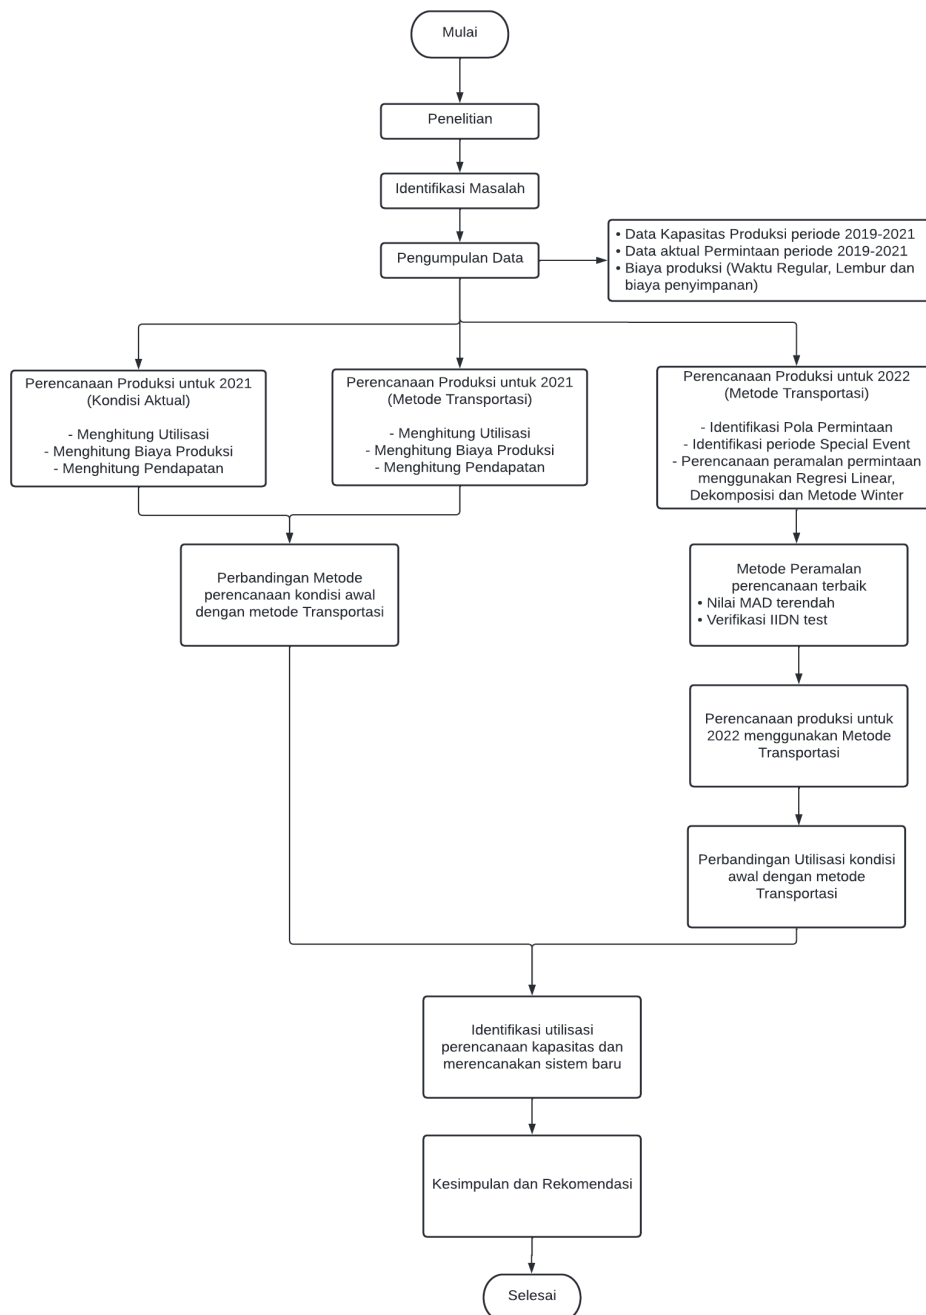 Mulai
Penelitian
Identifikasi Masalah
Pengumpulan Data
• Data Kapasitas Produksi periode 2019-2021
• Data aktual Permintaan periode 2019-2021
• Biaya produksi (Waktu Regular, Lembur dan
biaya penyimpanan)
Perencanaan Produksi untuk 2021
(Kondisi Aktual)
- Menghitung Utilisasi
- Menghitung Biaya Produksi
- Menghitung Pendapatan
Perencanaan Produksi untuk 2021
(Metode Transportasi)
- Menghitung Utilisasi
- Menghitung Biaya Produksi
- Menghitung Pendapatan
Perencanaan Produksi untuk 2022
(Metode Transportasi)
- Identifikasi Pola Permintaan
- Identifikasi periode Special Event
- Perencanaan peramalan permintaan
menggunakan Regresi Linear,
Dekomposisi dan Metode Winter
Perbandingan Metode
perencanaan kondisi awal
dengan metode Transportasi
Metode Peramalan
perencanaan terbaik
• Nilai MAD terendah
• Verifikasi IIDN test
Perencanaan produksi untuk
2022 menggunakan Metode
Transportasi
Perbandingan Utilisasi kondisi
awal dengan metode
Transportasi
Identifikasi utilisasi
perencanaan kapasitas dan
merencanakan sistem baru
Kesimpulan dan Rekomendasi
Selesai